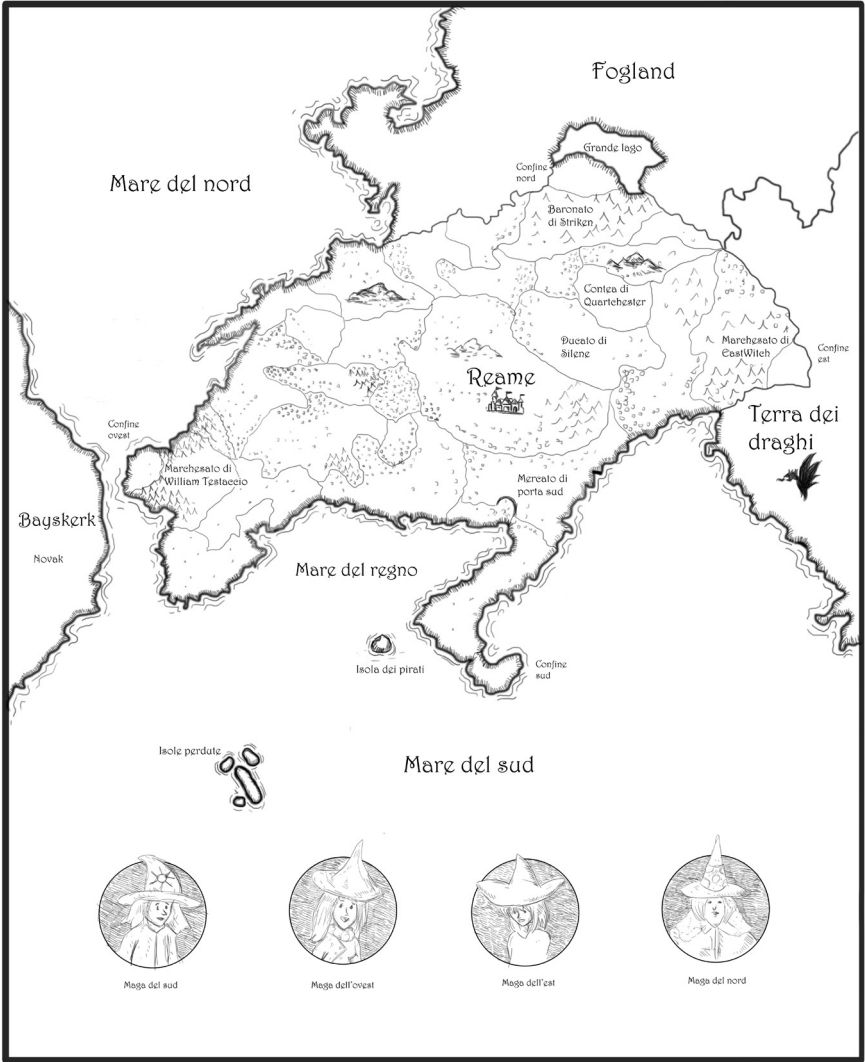 Fogland
Grande lago
Confine
nord
Mare del nord
Baronato
di Striken
Contea di
Quartchester
Ducato di
Silene
Marchesato di
EastWitch
Confine
est
Reame
Terra dei
draghi
Confine
ovest
Marchesato di
William Testaccio
Mercato di
porta sud
Bayskerk
Novak
Mare del regno
Isola dei pirati
Confine
sud
Isole perdute
Mare del sud
Maga del sud
Maga dell'ovest
Maga dell'est
Maga del nord